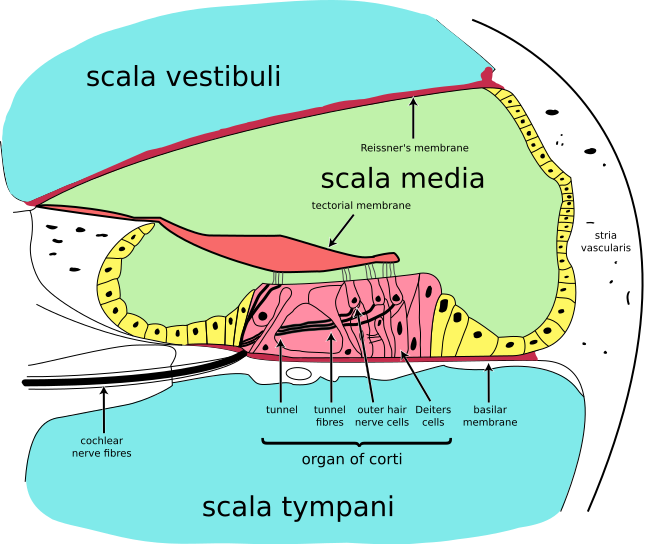 scala vestibuli
Reissner's membrane
scala media
tectorial membrane
stria
vascularis
tunnel
tunnel
fibres
outer hair
nerve cells
Deiters
cells
basilar
membrane
cochlear
nerve fibres
organ of corti
scala tympani